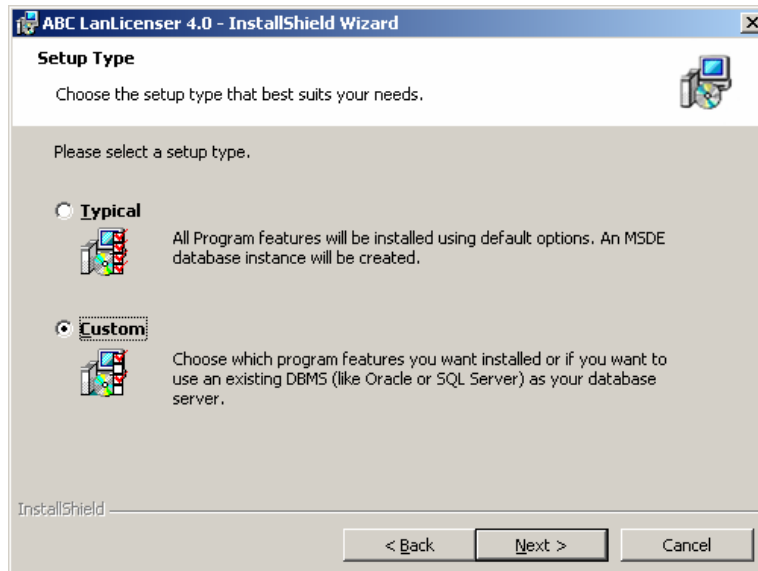 ABC LanLicenser 4.0 - InstallShield Wizard
Setup Type
Choose the setup type that best suits your needs.
Please select a setup type.
Typical
All Program features will be installed using default options. An MSDE
database instance will be created.
Custom
Choose which program features you want installed or if you want to
use an existing DBMS (like Oracle or SQL Server) as your database
server.
InstallShield
< Back Next > Cancel